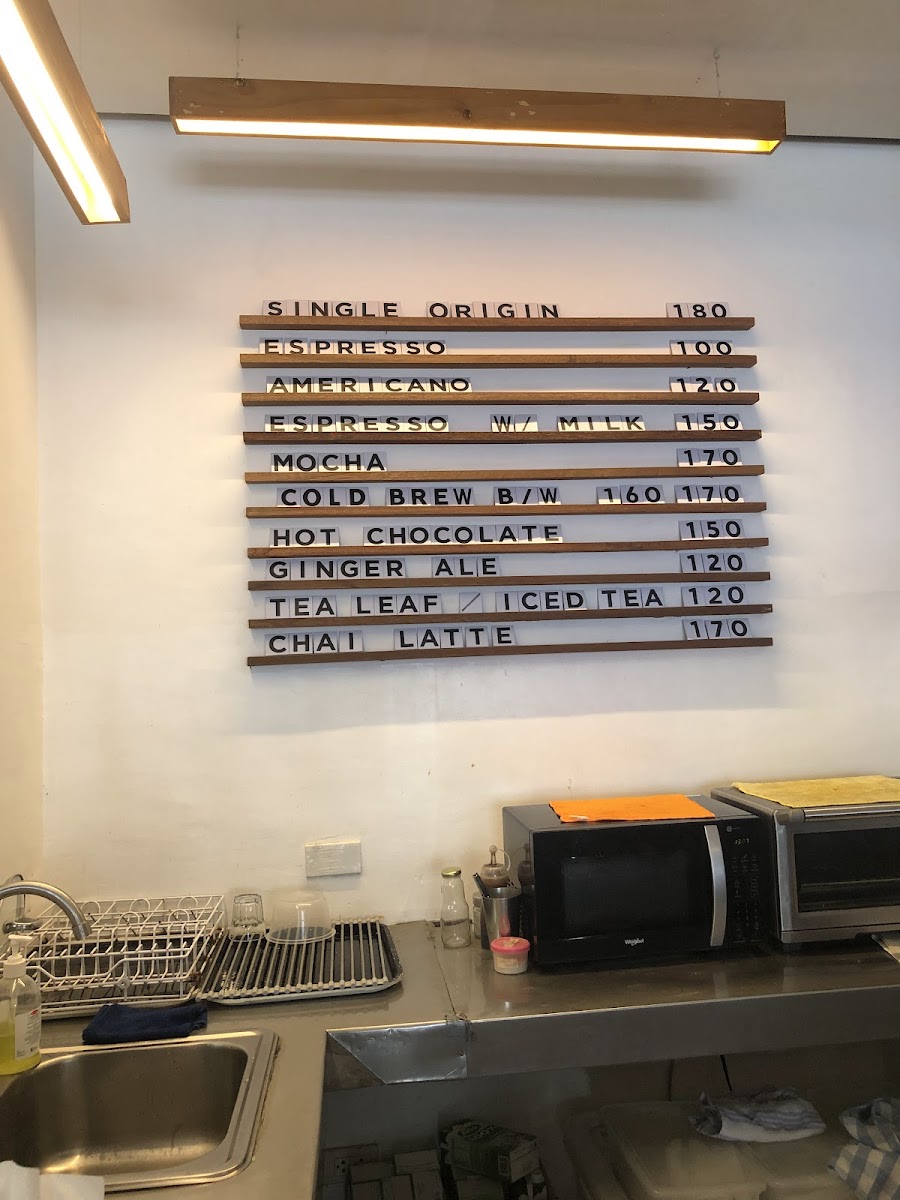 SINGLE ORIGIN 180
ESPRESSO 100
AMERICANO 120
ESPRESSO W/ MILK 150
MOCHA 170
COLD BREW B/W 160 170
HOT CHOCOLATE 150
GINGER ALE 120
TEA LEAF / ICED TEA 120
CHAI LATTE 170
Whirlpool